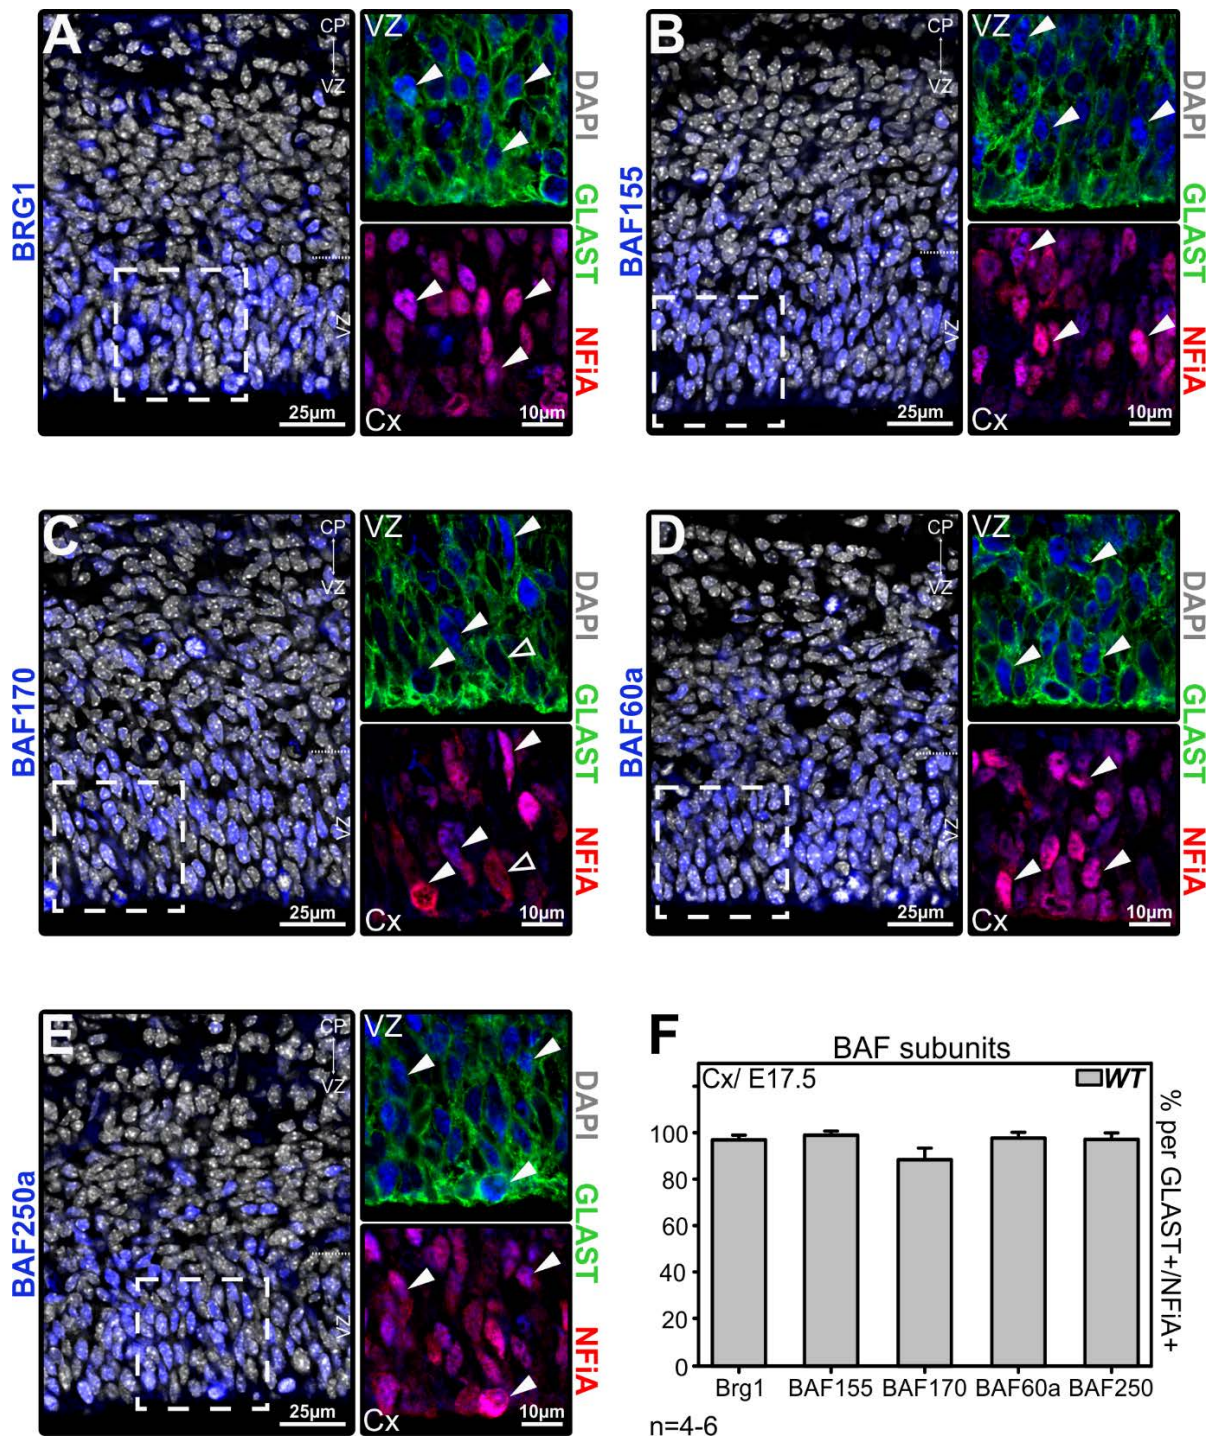 A
CP
VZ
VZ
BRG1
25µm
VZ
Cx
10µm
DAPI GLAST NFiA
B
CP
VZ
VZ
BAF155
25µm
VZ
Cx
10µm
DAPI GLAST NFiA
C
CP
VZ
VZ
BAF170
25µm
VZ
Cx
10µm
DAPI GLAST NFiA
D
CP
VZ
VZ
BAF60a
25µm
VZ
Cx
10µm
DAPI GLAST NFiA
E
CP
VZ
VZ
BAF250a
25µm
VZ
Cx
10µm
DAPI GLAST NFiA
F
BAF subunits
Cx/ E17.5
WT
100
80
60
40
20
0
% per GLAST+/NFiA+
Brg1 BAF155 BAF170 BAF60a BAF250
n=4-6